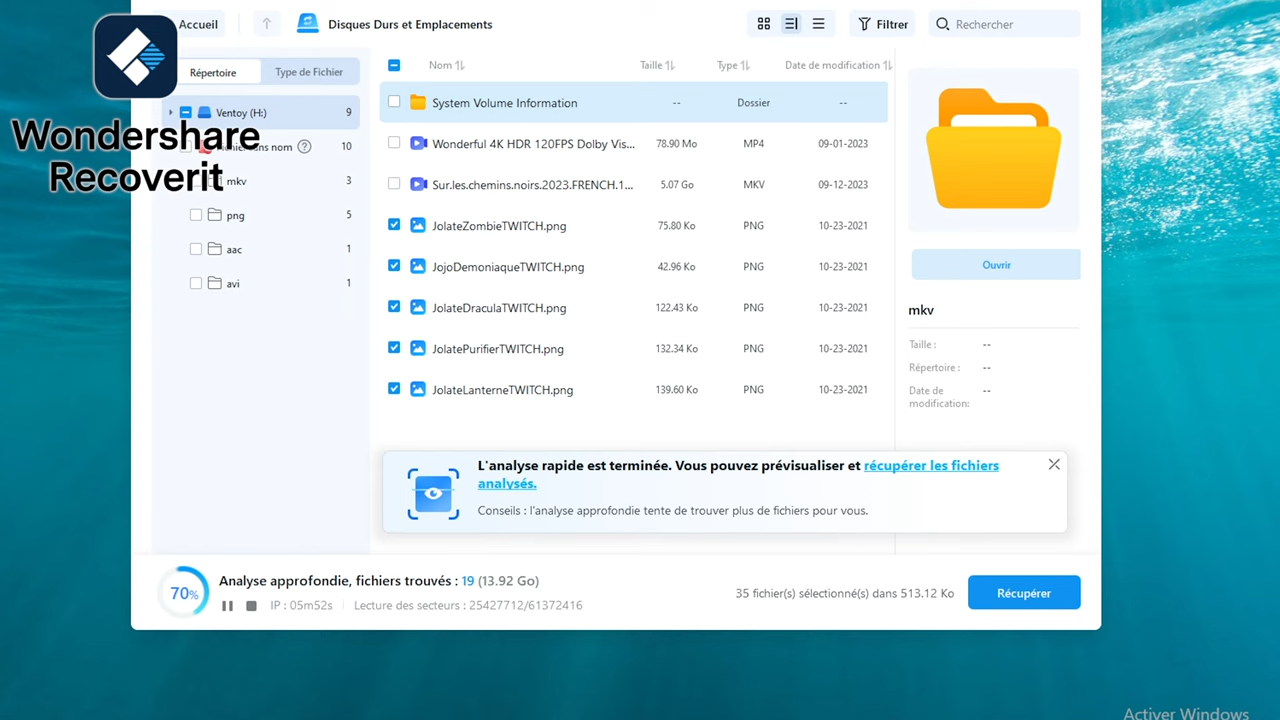 Accueil
Disques Durs et Emplacements
Filtrer
Rechercher
Répertoire
Type de Fichier
Nom
Taille
Type
Date de modification
Ventoy (H:) 9
Wondershare
Recoverit
sans nom 10
mkv 3
png 5
aac 1
avi 1
System Volume Information -- Dossier --
Wonderful 4K HDR 120FPS Dolby Vis... 78.90 Mo MP4 09-01-2023
Sur.les.chemins.noirs.2023.FRENCH.1... 5.07 Go MKV 09-12-2023
JolateZombieTWITCH.png 75.80 Ko PNG 10-23-2021
JojoDemoniaqueTWITCH.png 42.96 Ko PNG 10-23-2021
JolateDraculaTWITCH.png 122.43 Ko PNG 10-23-2021
JolatePurifierTWITCH.png 132.34 Ko PNG 10-23-2021
JolateLanterneTWITCH.png 139.60 Ko PNG 10-23-2021
Ouvrir
mkv
Taille : --
Répertoire : --
Date de
modification: --
L'analyse rapide est terminée. Vous pouvez prévisualiser et récupérer les fichiers
analysés.
Conseils : l'analyse approfondie tente de trouver plus de fichiers pour vous.
70%
Analyse approfondie, fichiers trouvés : 19 (13.92 Go)
IP : 05m52s
Lecture des secteurs : 25427712/61372416
35 fichier(s) sélectionné(s) dans 513.12 Ko
Récupérer
Activer Windows